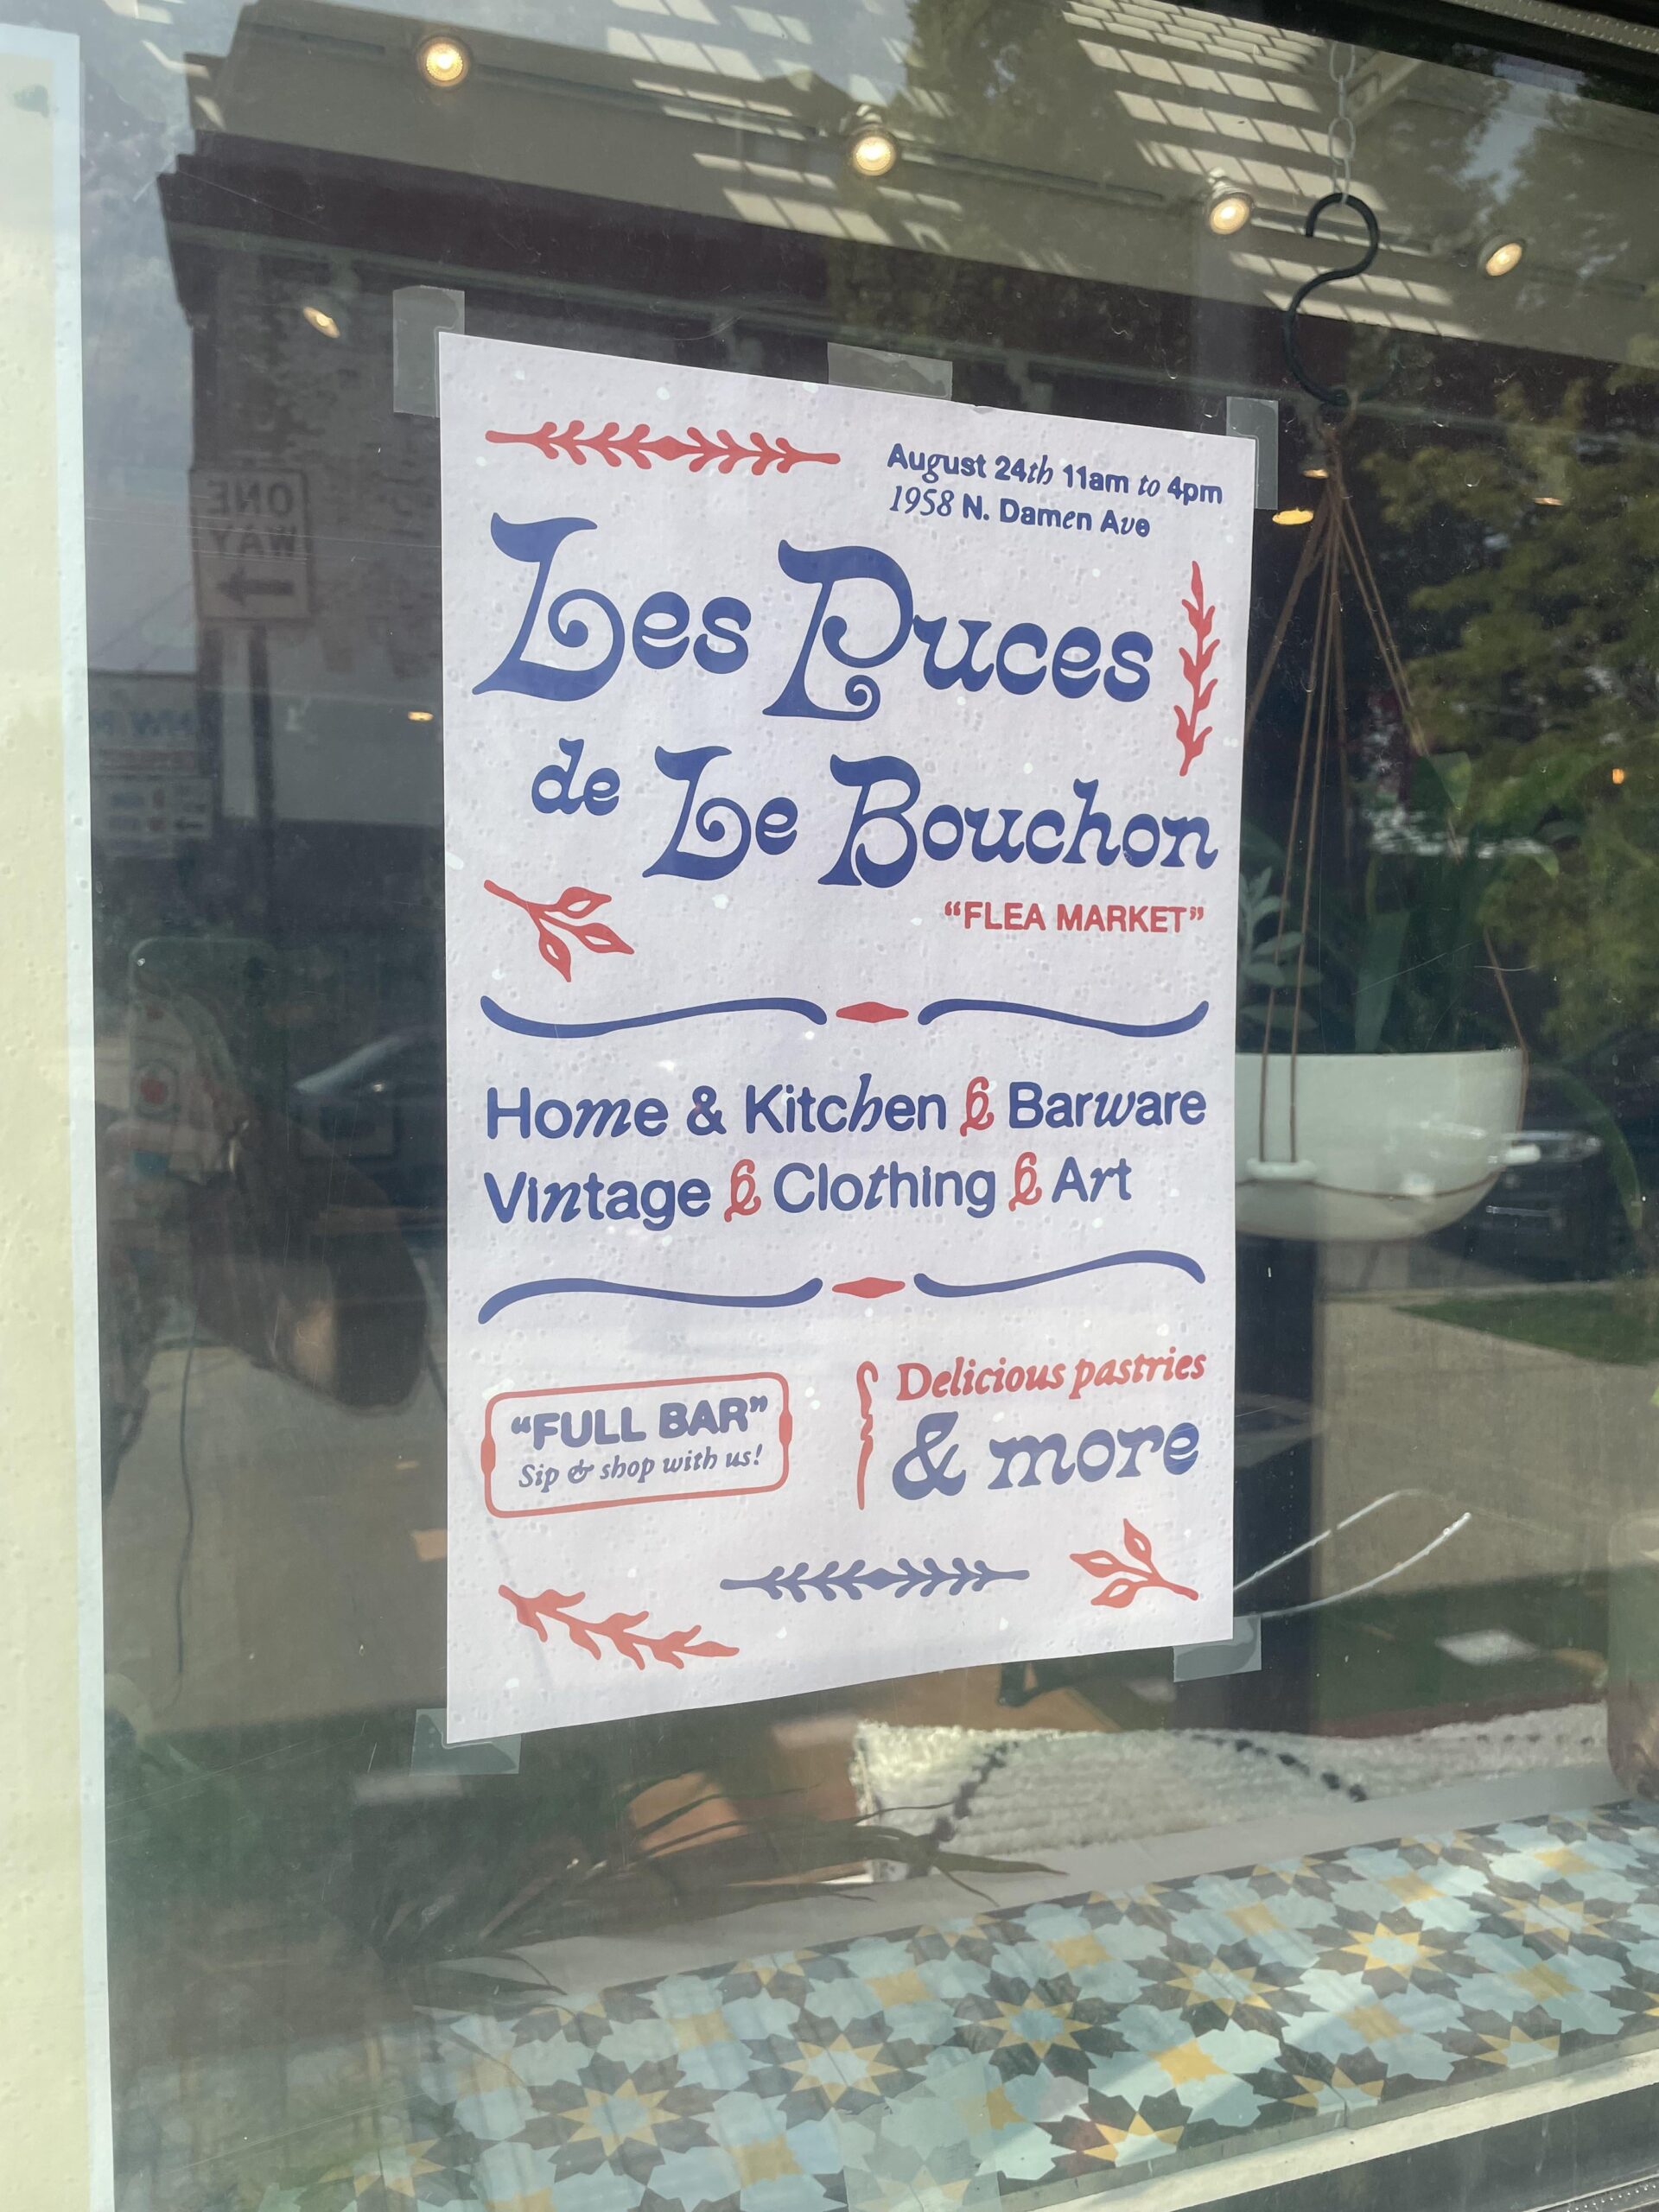 August 24th 11am to 4pm
1958 N. Damen Ave
Les Puces
de Le Bouchon
“FLEA MARKET”
Home & Kitchen & Barware
Vintage & Clothing & Art
“FULL BAR”
Sip & shop with us!
Delicious pastries
& more
ONE
WAY